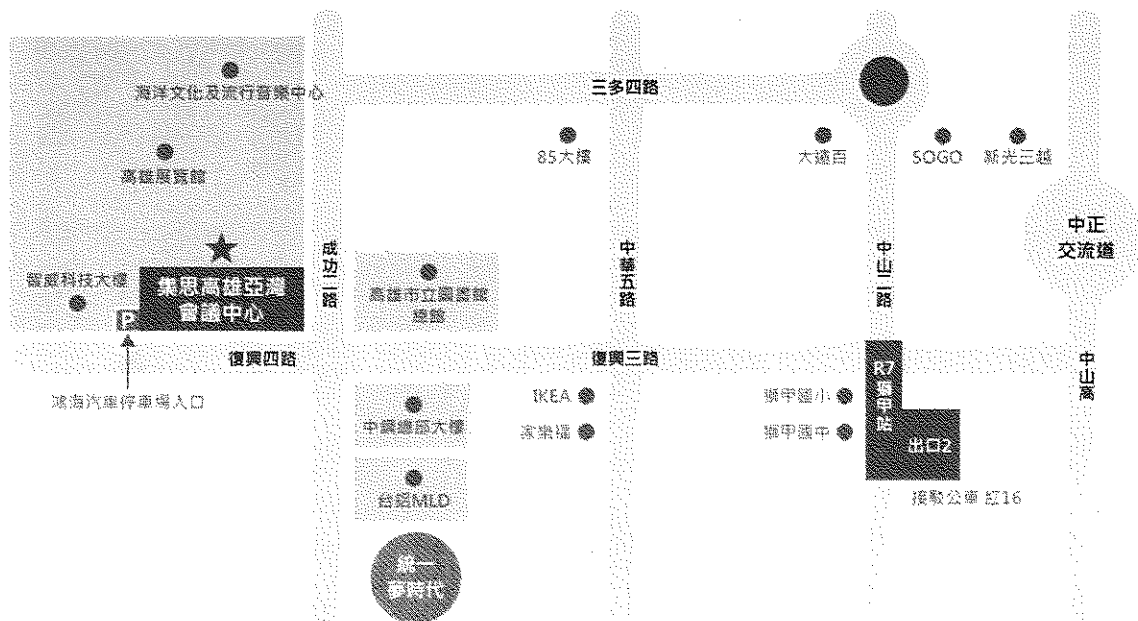 海洋文化及流行音樂中心
三多四路
85大樓
大遠百
SOGO
新光三越
高雄展覽館
中正
交流道
成功二路
中華五路
中山二路
智威科技大樓
集思高雄亞灣
會議中心
高雄市立圖書館
總館
P
復興四路
復興三路
R7獅甲站
中山高
鴻海汽車停車場入口
IKEA
獅甲國小
中鋼總部大樓
家樂福
獅甲國中
出口2
台鋁MLD
接駁公車 紅16
統一
夢時代